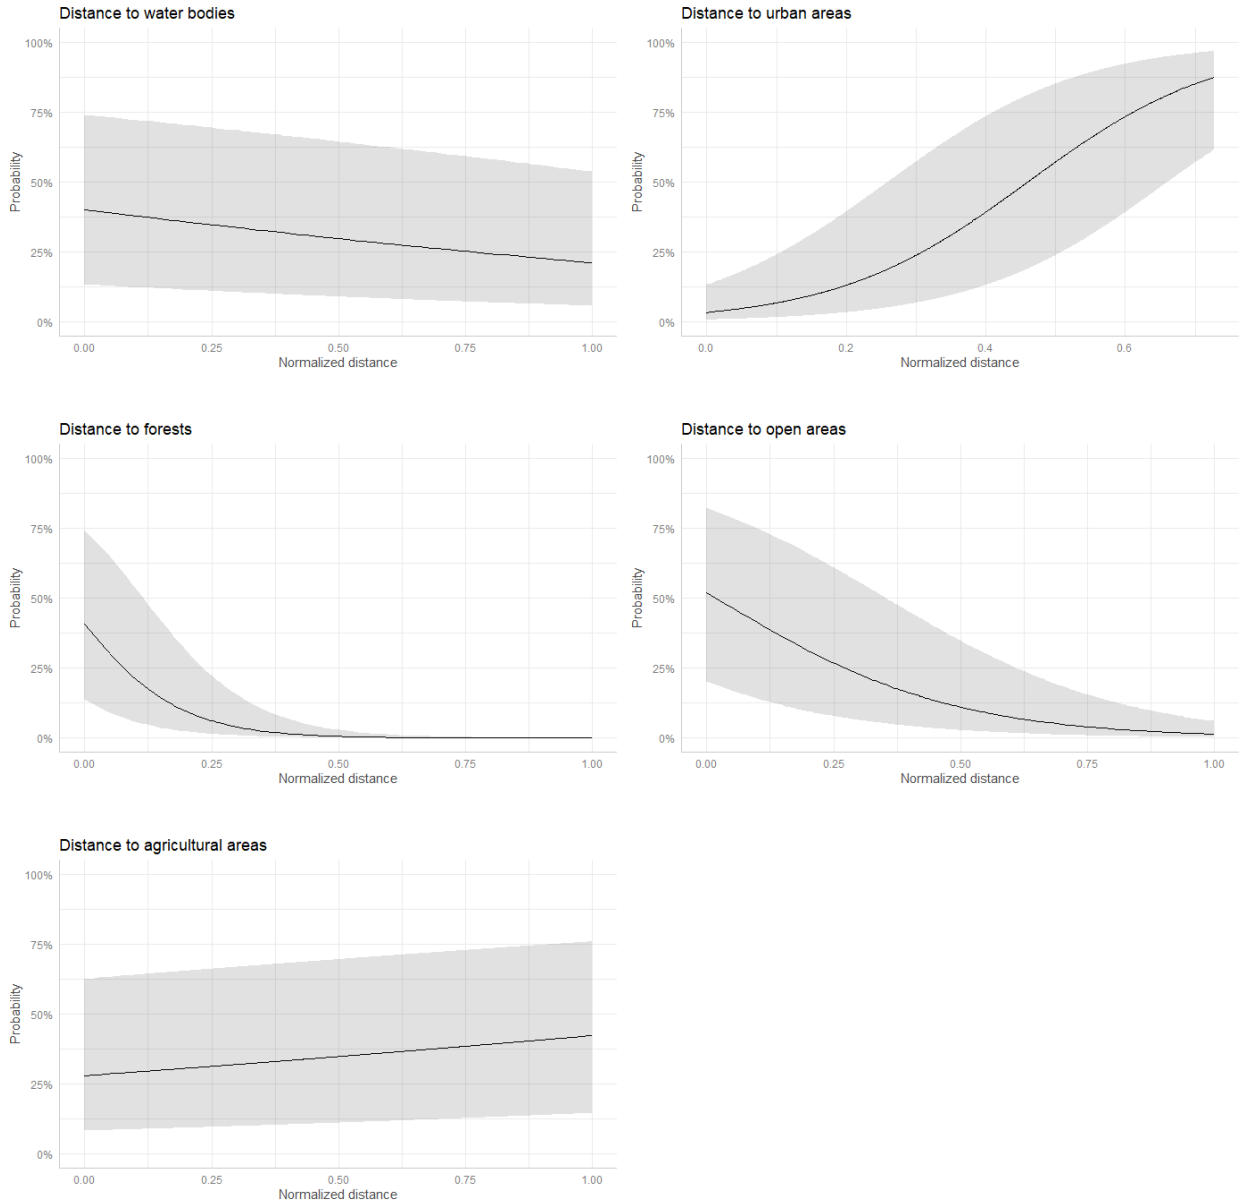 Distance to water bodies
100%
75%
50%
25%
0%
Probability
0.00 0.25 0.50 0.75 1.00
Normalized distance
Distance to urban areas
100%
75%
50%
25%
0%
Probability
0.0 0.2 0.4 0.6
Normalized distance
Distance to forests
100%
75%
50%
25%
0%
Probability
0.00 0.25 0.50 0.75 1.00
Normalized distance
Distance to open areas
100%
75%
50%
25%
0%
Probability
0.00 0.25 0.50 0.75 1.00
Normalized distance
Distance to agricultural areas
100%
75%
50%
25%
0%
Probability
0.00 0.25 0.50 0.75 1.00
Normalized distance